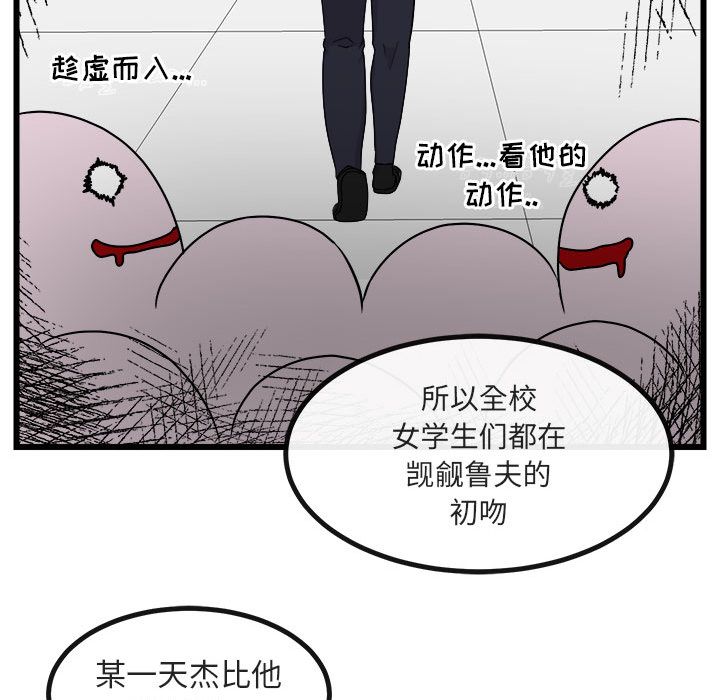 趁虚而入...
动作...看他的
动作..
所以全校
女学生们都在
觊觎鲁夫的
初吻
某一天杰比他